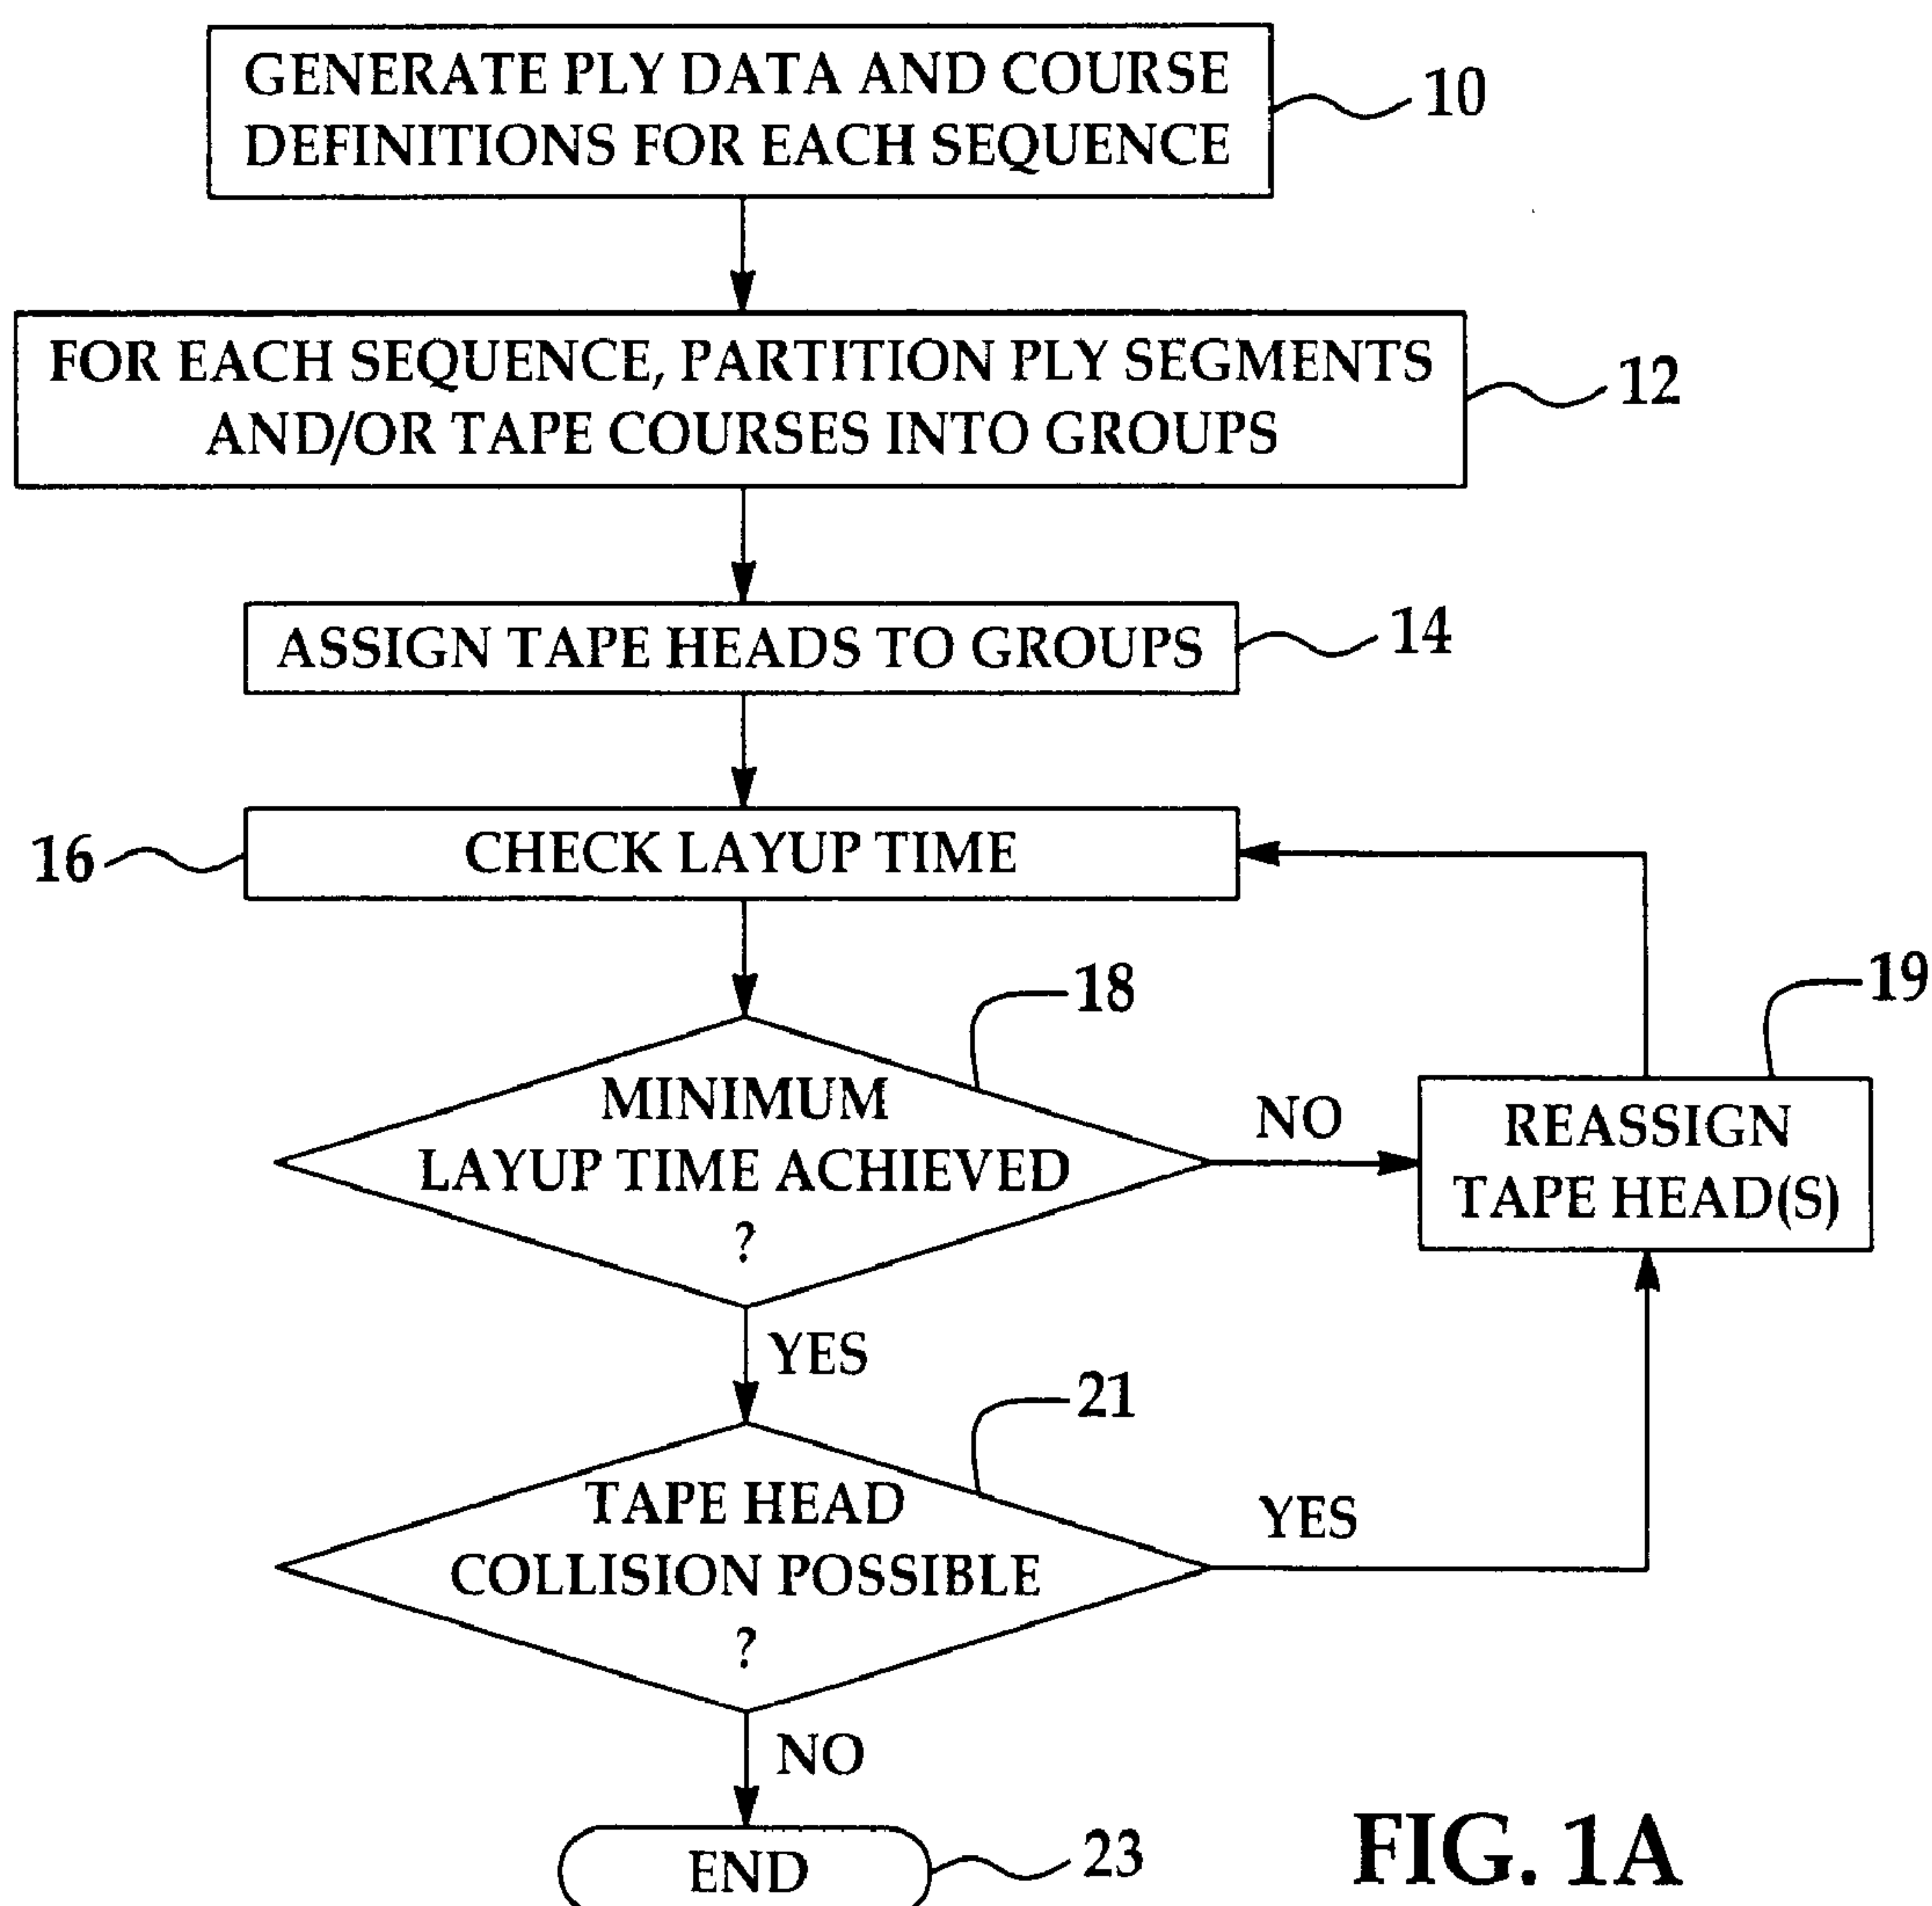 GENERATE PLY DATA AND COURSE
DEFINITIONS FOR EACH SEQUENCE
10
FOR EACH SEQUENCE, PARTITION PLY SEGMENTS
AND/OR TAPE COURSES INTO GROUPS
12
ASSIGN TAPE HEADS TO GROUPS
14
16
CHECK LAYUP TIME
18
19
MINIMUM
LAYUP TIME ACHIEVED
?
NO
REASSIGN
TAPE HEAD(S)
YES
21
TAPE HEAD
COLLISION POSSIBLE
?
YES
NO
END
23
FIG. 1A